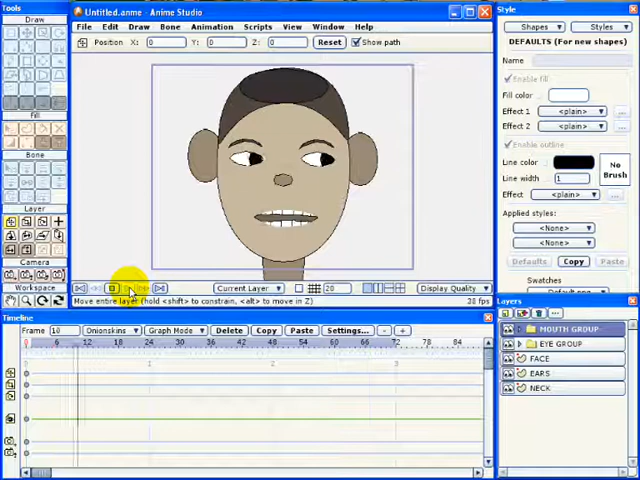 Tools
Untitled.anme - Anime Studio
Style
Draw
File Edit Draw Bone Animation Scripts View Window Help
Shapes Styles
Position X: 0 Y: 0 Z: 0 Reset Show path
DEFAULTS (For new shapes)
Name
Enable fill
Fill color
Effect 1 <plain> ...
Fill
Effect 2 <plain> ...
Enable outline
Bone
Line color
No Brush
Line width 1
Effect <plain> ...
Layer
Applied styles:
<None>
<None>
Camera
Defaults Copy Paste
Workspace
Current Layer 20 Display Quality
Swatches
Move entire layer (hold <shift> to constrain, <alt> to move in Z)
Timeline
Layers
Frame 10 Onionskins Graph Mode Delete Copy Paste Settings... - +
0 6 12 18 24 30 36 42 48 54 60 66 72 78 84
1 2 3
MOUTH GROUP
EYE GROUP
FACE
EARS
NECK